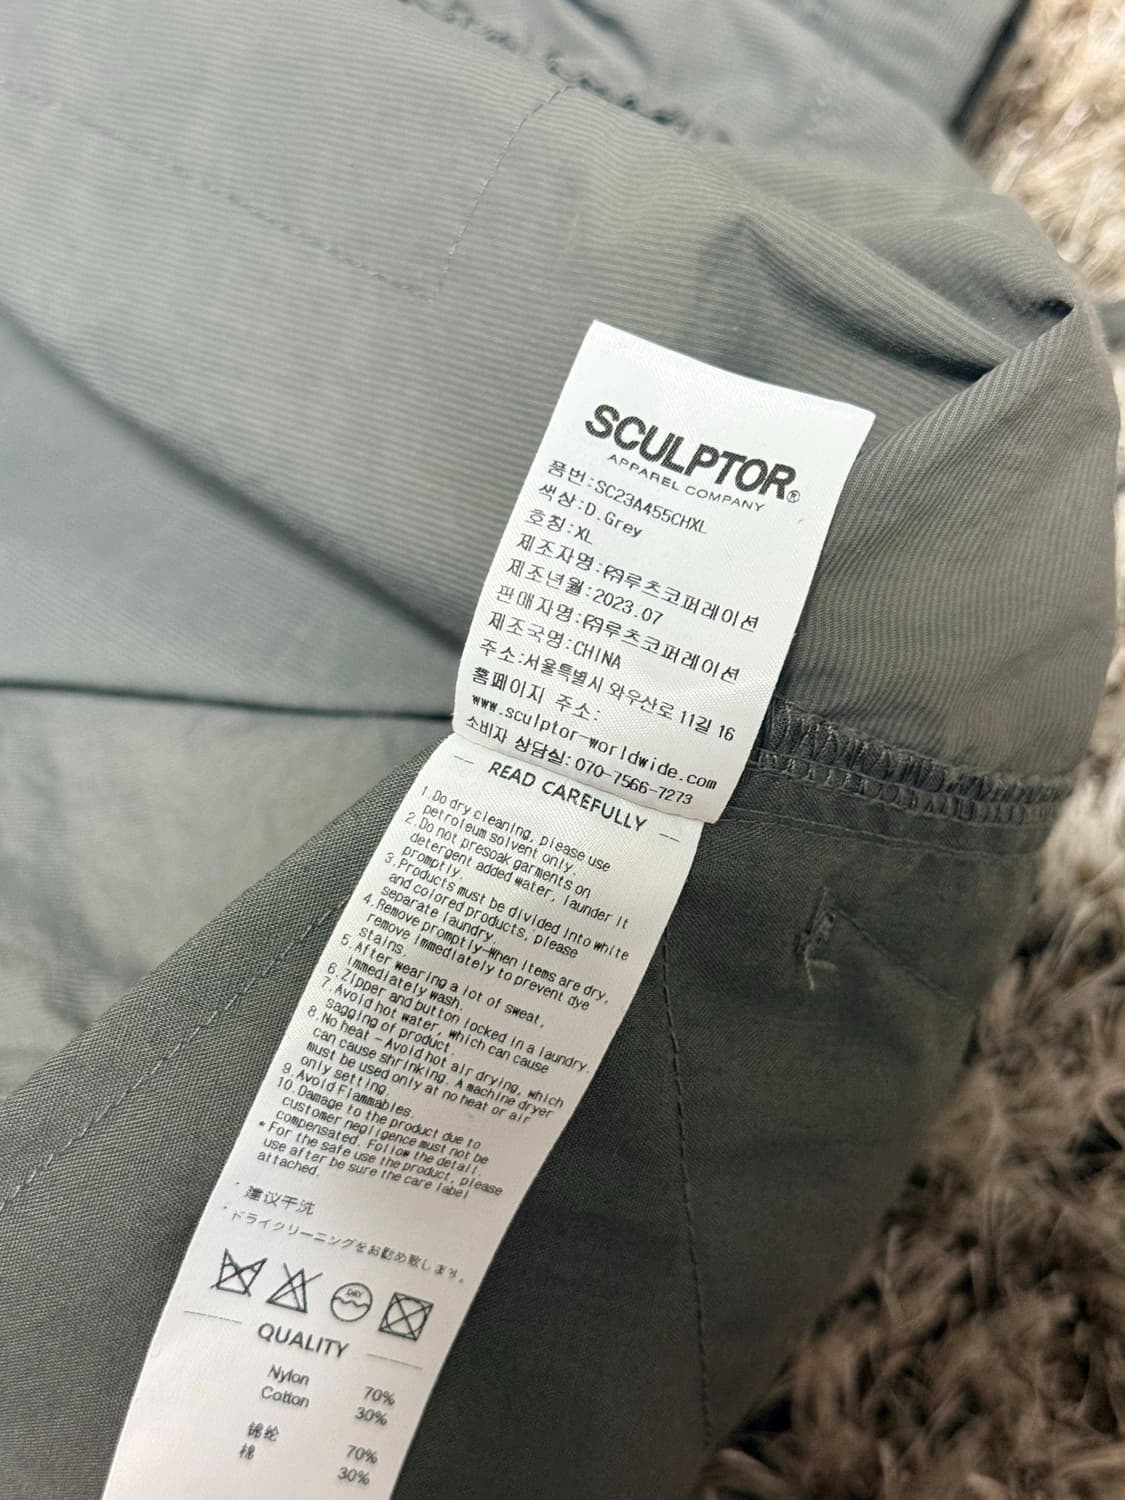 SCULPTOR®
APPAREL COMPANY
품번:SC23A455CHXL
색상:D.Grey
호칭:XL
제조자명:㈜루츠코퍼레이션
제조년월:2023.07
판매자명:㈜루츠코퍼레이션
제조국명:CHINA
주소:서울특별시 와우산로 11길 16
홈페이지 주소:
www.sculptor-worldwide.com
소비자 상담실: 070-7566-7273
READ CAREFULLY
1.Do dry cleaning, please use
petroleum solvent only.
2.Do not presoak garments on
detergent added water, launder it
promptly.
3.Products must be divided into white
and colored products, please
separate laundry.
4.Remove promptly-When items are dry,
remove immediately to prevent dye
stains.
5.After wearing a lot of sweat,
immediately wash.
6.Zipper and button locked in a laundry.
7.Avoid hot water, which can cause
sagging of product.
8.No heat - Avoid hot air drying, which
can cause shrinking. A machine dryer
must be used only at no heat or air
only setting.
9.Avoid Flammables.
10.Damage to the product due to
customer negligence must not be
compensated. Follow the detail.
* For the safe use the product, please
use after be sure the care label
attached.
* 建议干洗
* ドライクリーニングをお勧め致します。
DRY
QUALITY
Nylon 70%
Cotton 30%
锦纶 70%
棉 30%